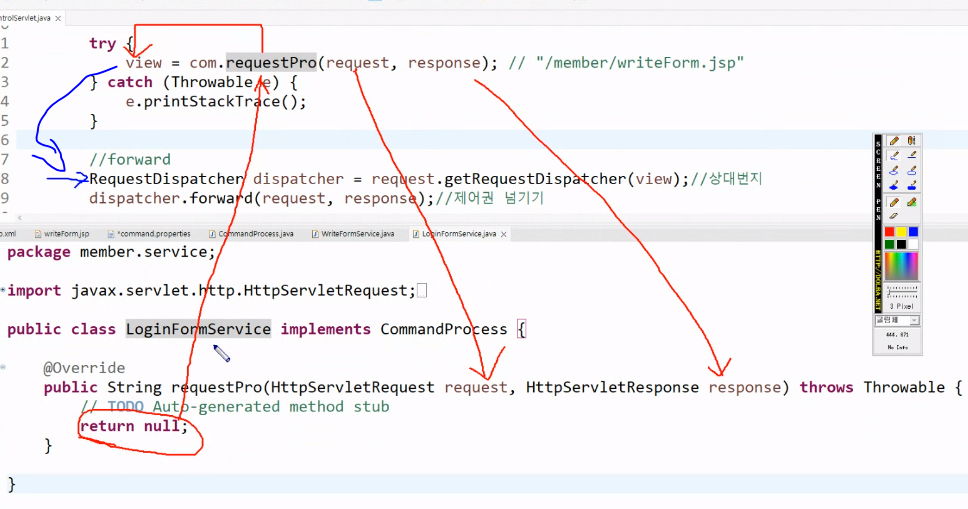 ntrolServlet.java
1 try {
2 view = com.requestPro(request, response); // "/member/writeForm.jsp"
3 } catch (Throwable e) {
4 e.printStackTrace();
5 }
6
7 //forward
8 RequestDispatcher dispatcher = request.getRequestDispatcher(view);//상대번지
9 dispatcher.forward(request, response);//제어권 넘기기
o.xml writeForm.jsp *command.properties CommandProcess.java WriteFormService.java LoginFormService.java
package member.service;
import javax.servlet.http.HttpServletRequest;
public class LoginFormService implements CommandProcess {
@Override
public String requestPro(HttpServletRequest request, HttpServletResponse response) throws Throwable {
// TODO Auto-generated method stub
return null;
}
}
SCREEN PEN
3 Pixel
444, 671
No Info